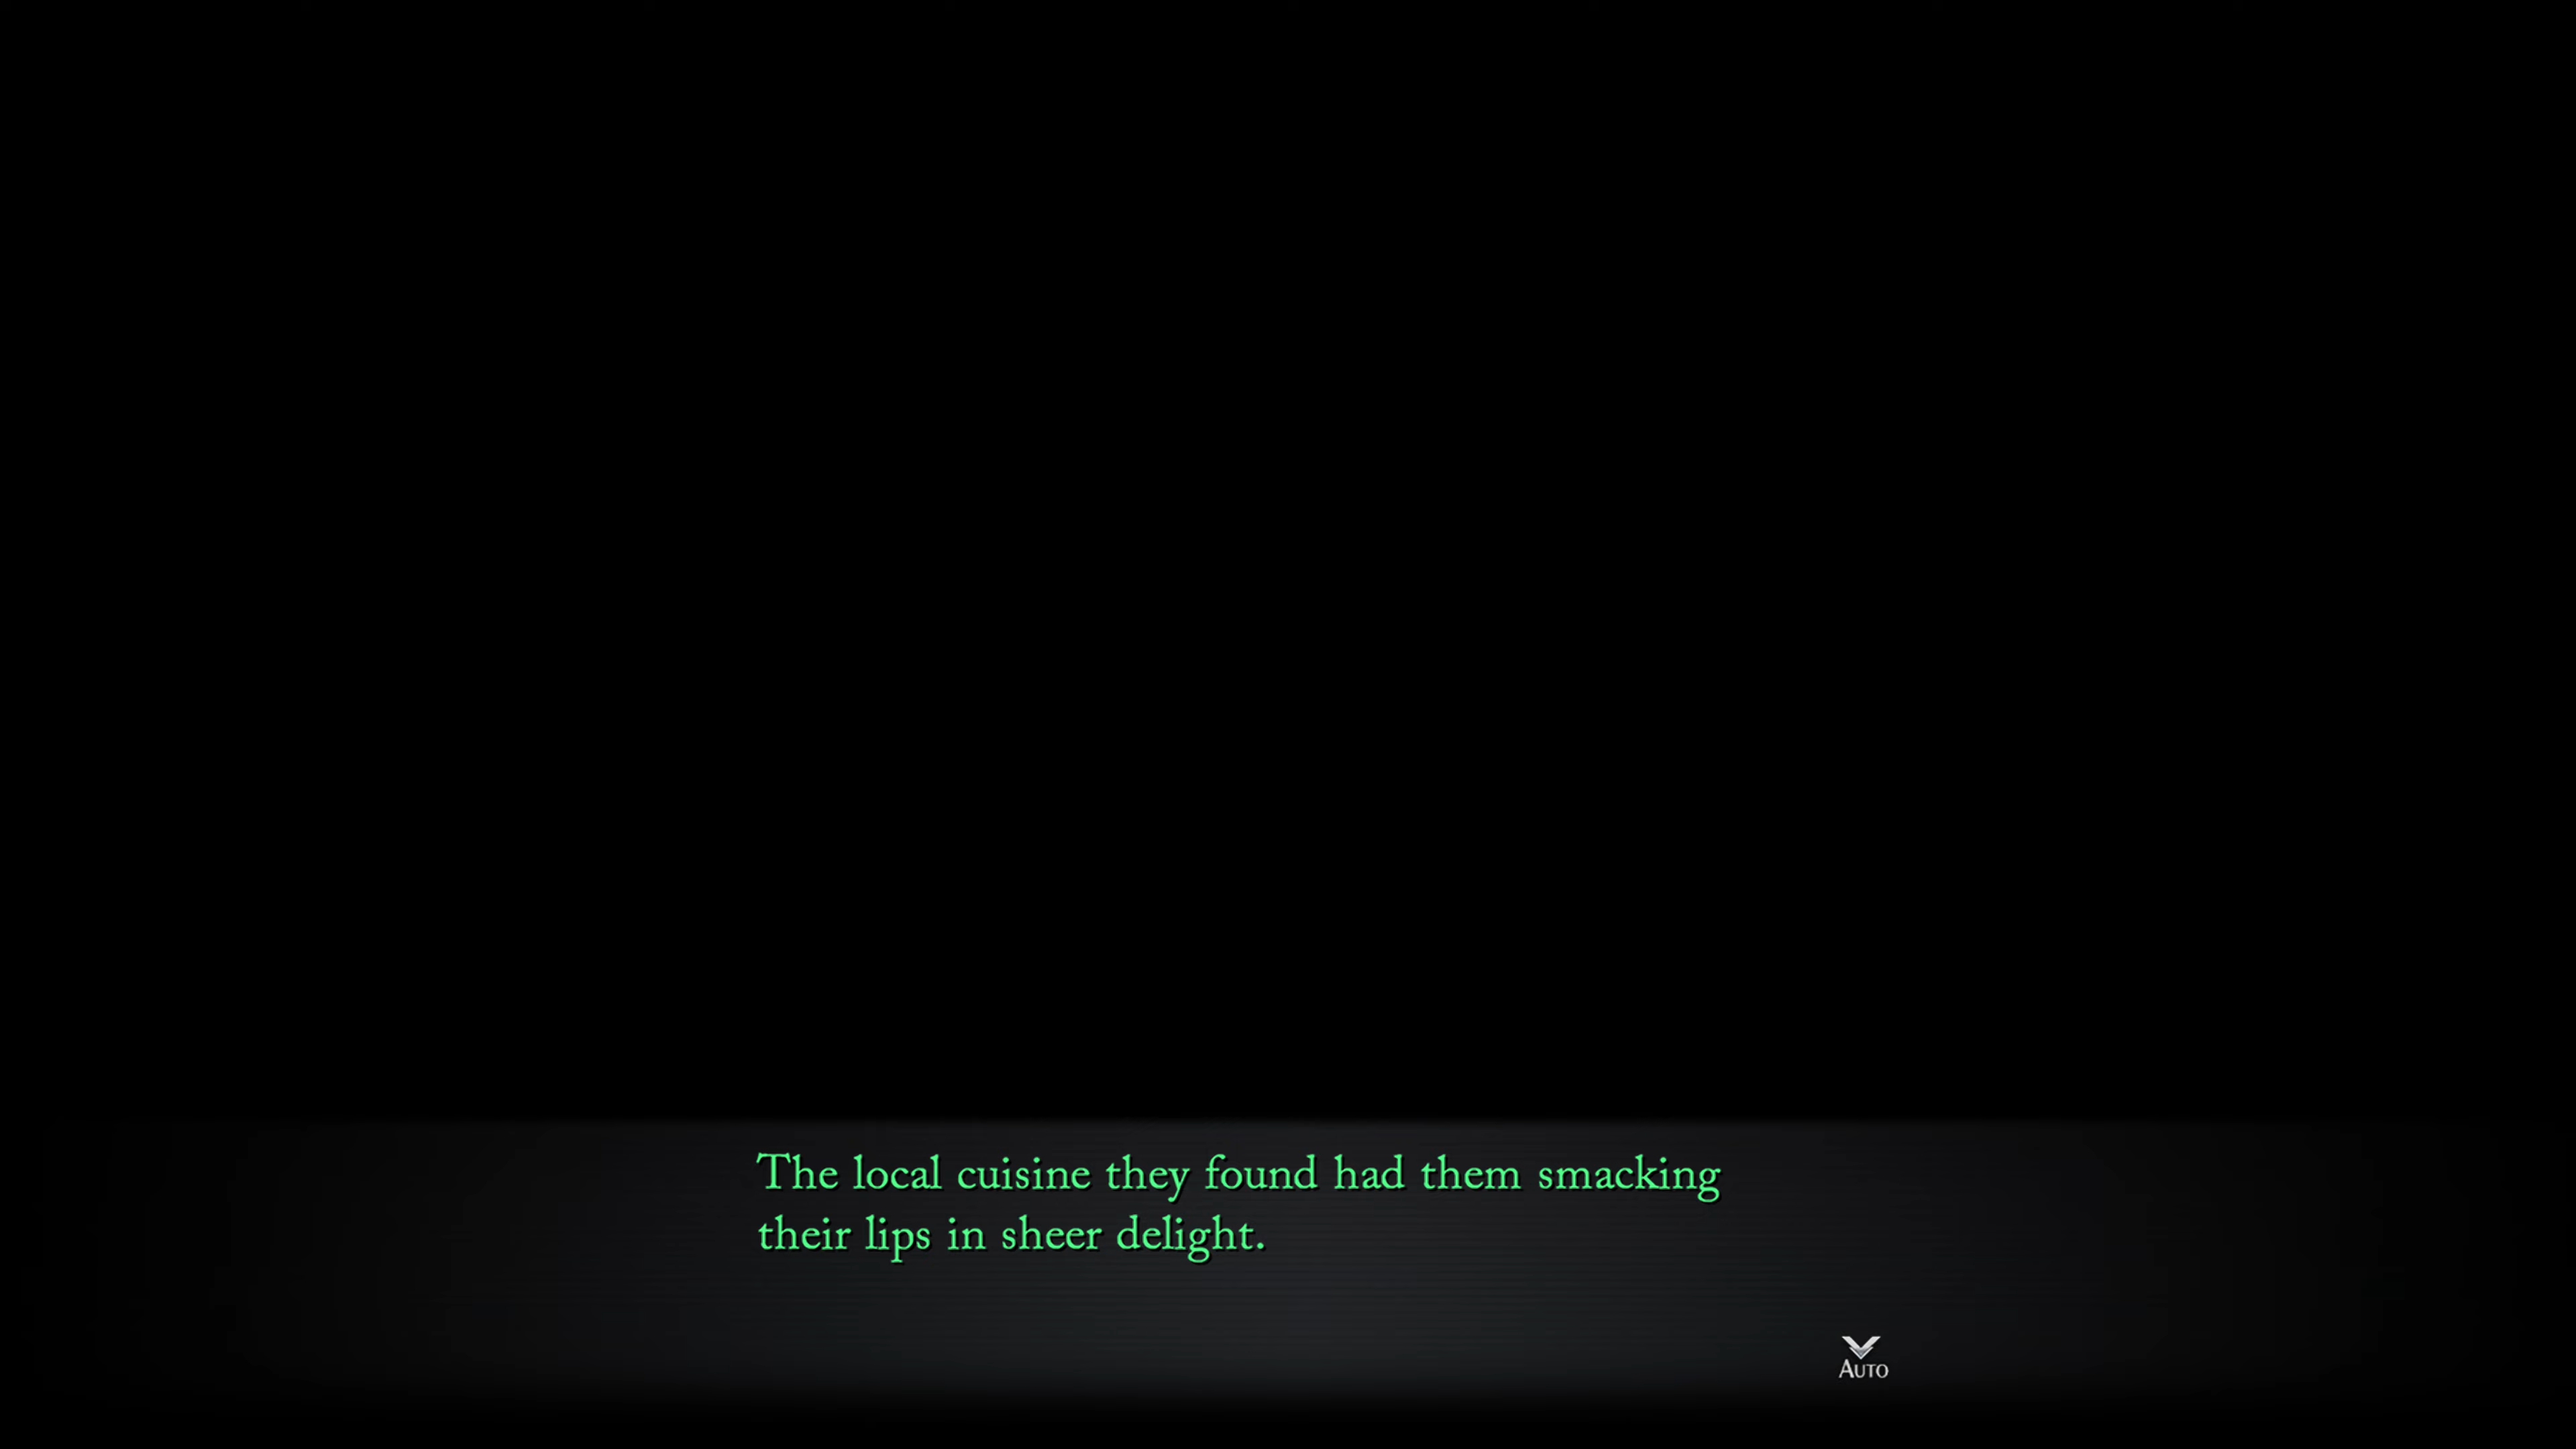 The local cuisine they found had them smacking
their lips in sheer delight.
AUTO